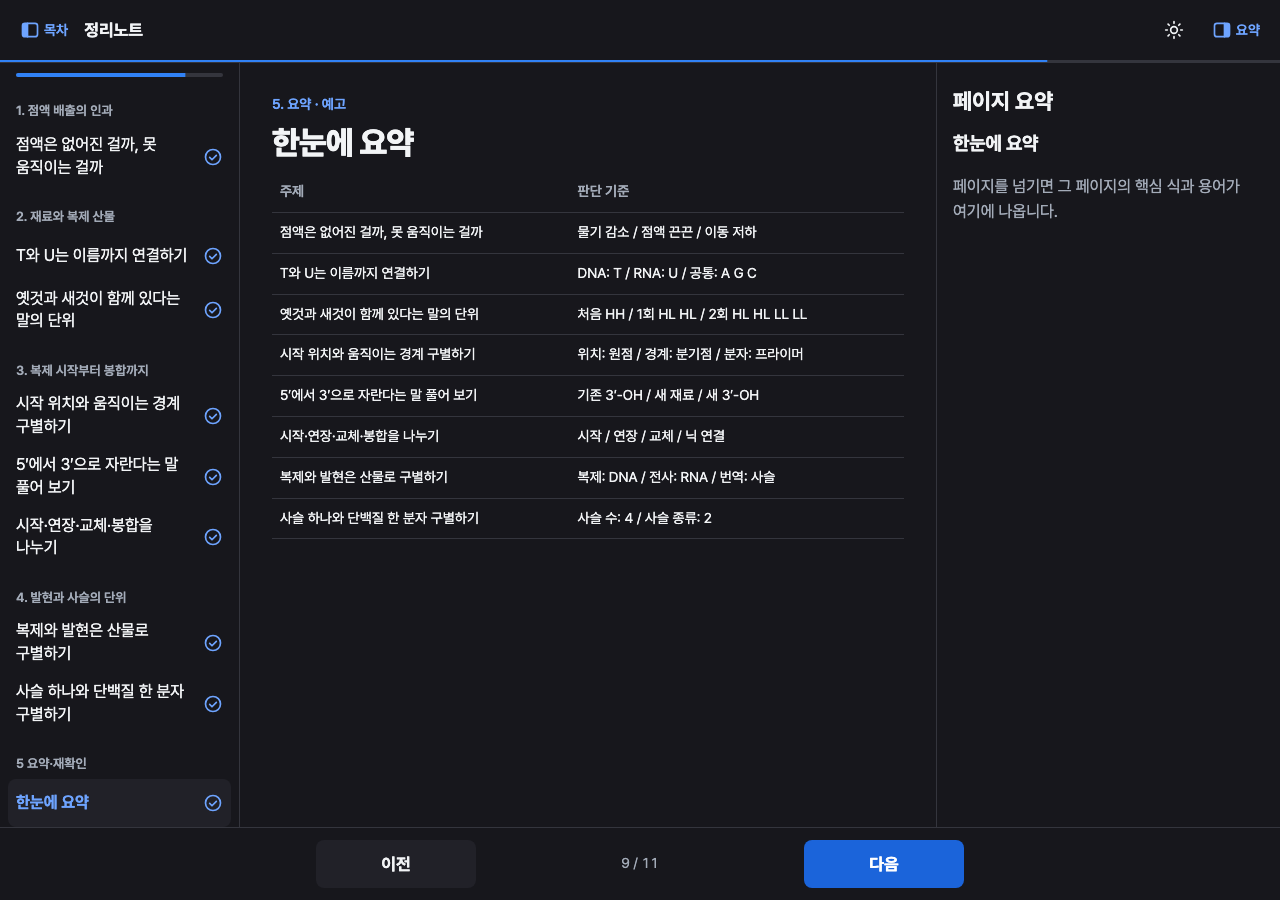 목차 정리노트 요약
1. 점액 배출의 인과
점액은 없어진 걸까, 못
움직이는 걸까
2. 재료와 복제 산물
T와 U는 이름까지 연결하기
옛것과 새것이 함께 있다는
말의 단위
3. 복제 시작부터 봉합까지
시작 위치와 움직이는 경계
구별하기
5′에서 3′으로 자란다는 말
풀어 보기
시작·연장·교체·봉합을
나누기
4. 발현과 사슬의 단위
복제와 발현은 산물로
구별하기
사슬 하나와 단백질 한 분자
구별하기
5 요약·재확인
한눈에 요약
5. 요약 · 예고
한눈에 요약
주제 판단 기준
점액은 없어진 걸까, 못 움직이는 걸까 물기 감소 / 점액 끈끈 / 이동 저하
T와 U는 이름까지 연결하기 DNA: T / RNA: U / 공통: A G C
옛것과 새것이 함께 있다는 말의 단위 처음 HH / 1회 HL HL / 2회 HL HL LL LL
시작 위치와 움직이는 경계 구별하기 위치: 원점 / 경계: 분기점 / 분자: 프라이머
5′에서 3′으로 자란다는 말 풀어 보기 기존 3′-OH / 새 재료 / 새 3′-OH
시작·연장·교체·봉합을 나누기 시작 / 연장 / 교체 / 닉 연결
복제와 발현은 산물로 구별하기 복제: DNA / 전사: RNA / 번역: 사슬
사슬 하나와 단백질 한 분자 구별하기 사슬 수: 4 / 사슬 종류: 2
페이지 요약
한눈에 요약
페이지를 넘기면 그 페이지의 핵심 식과 용어가
여기에 나옵니다.
이전 9 / 11 다음